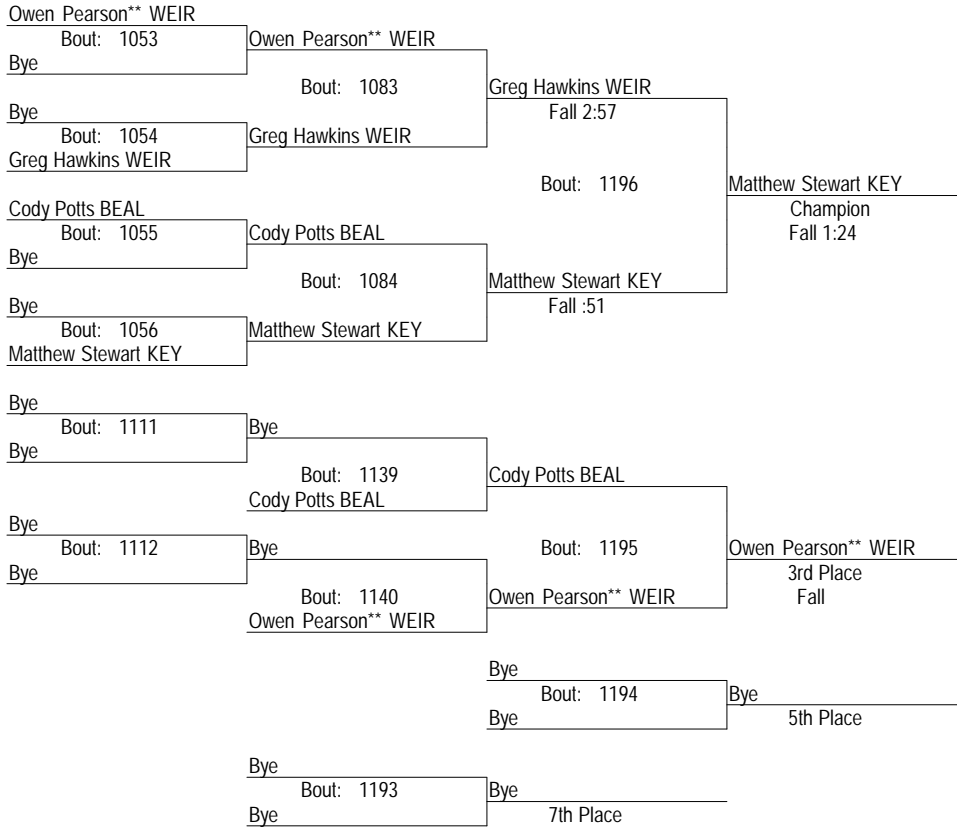 Owen Pearson** WEIR
Bout: 1053
Owen Pearson** WEIR
Bye
Bout: 1083
Greg Hawkins WEIR
Fall 2:57
Bye
Bout: 1054
Greg Hawkins WEIR
Greg Hawkins WEIR
Bout: 1196
Matthew Stewart KEY
Champion
Fall 1:24
Cody Potts BEAL
Bout: 1055
Cody Potts BEAL
Bye
Bout: 1084
Matthew Stewart KEY
Fall :51
Bye
Bout: 1056
Matthew Stewart KEY
Matthew Stewart KEY
Bye
Bout: 1111
Bye
Bye
Bout: 1139
Cody Potts BEAL
Cody Potts BEAL
Bye
Bout: 1112
Bye
Bye
Bout: 1195
Owen Pearson** WEIR
3rd Place
Fall
Bout: 1140
Owen Pearson** WEIR
Owen Pearson** WEIR
Bye
Bout: 1194
Bye
Bye
5th Place
Bye
Bout: 1193
Bye
Bye
7th Place